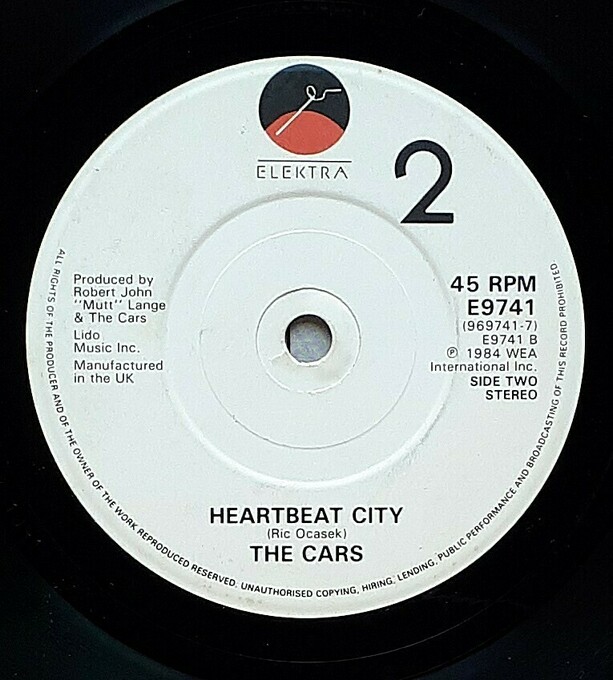 ELEKTRA
2
Produced by
Robert John
"Mutt" Lange
& The Cars
Lido
Music Inc.
Manufactured
in the UK
45 RPM
E9741
(969741-7)
E9741 B
℗ 1984 WEA
International Inc.
SIDE TWO
STEREO
HEARTBEAT CITY
(Ric Ocasek)
THE CARS
ALL RIGHTS OF THE PRODUCER AND OF THE OWNER OF THE WORK REPRODUCED RESERVED. UNAUTHORISED COPYING, HIRING, LENDING, PUBLIC PERFORMANCE AND BROADCASTING OF THIS RECORD PROHIBITED